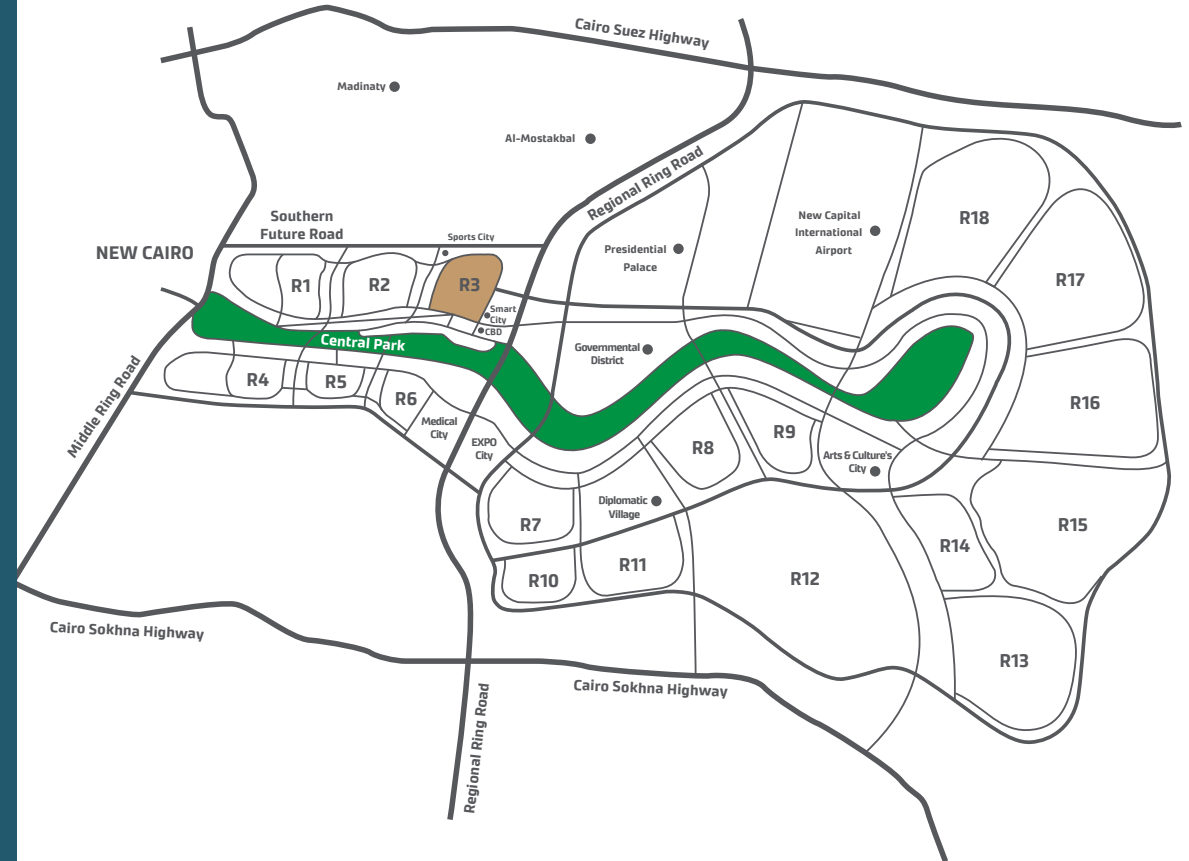 Cairo Suez Highway
Madinaty
Al-Mostakbal
Regional Ring Road
Southern
Future Road
NEW CAIRO
Sports City
Presidential
Palace
New Capital
International
Airport
R18
R17
R1
R2
R3
Smart
City
CBD
Central Park
Governmental
District
Middle Ring Road
R4
R5
R6
Medical
City
EXPO
City
R8
R9
Arts & Culture's
City
R16
Diplomatic
Village
R7
R10
R11
R12
R14
R15
R13
Cairo Sokhna Highway
Cairo Sokhna Highway
Regional Ring Road